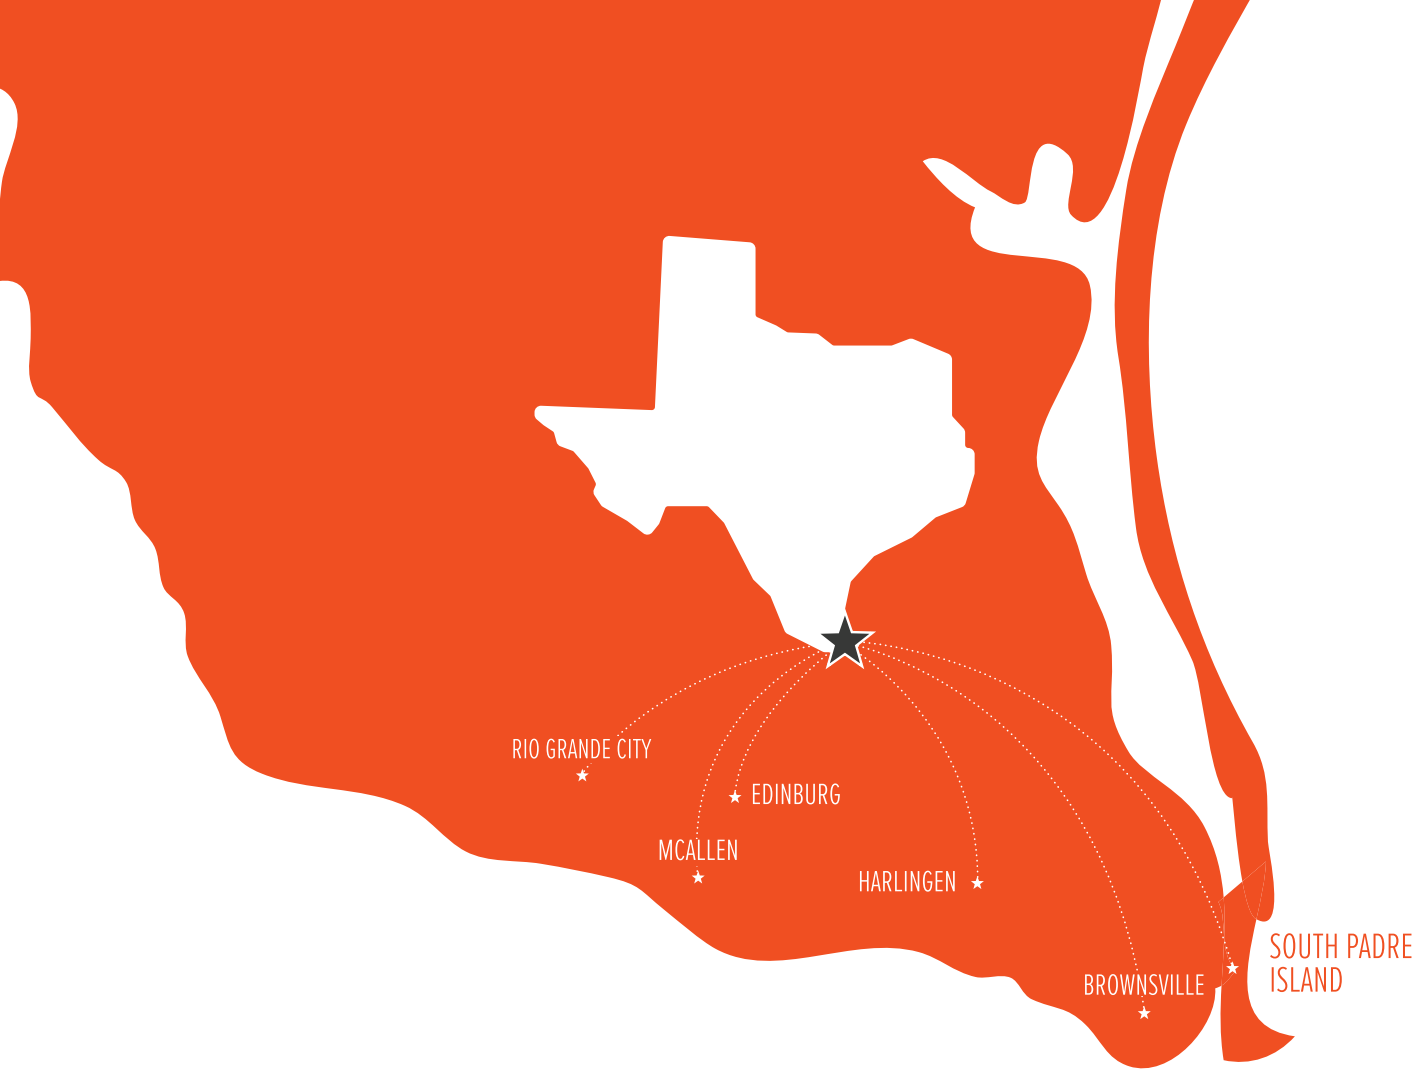 RIO GRANDE CITY
EDINBURG
MCALLEN
HARLINGEN
SOUTH PADRE
ISLAND
BROWNSVILLE